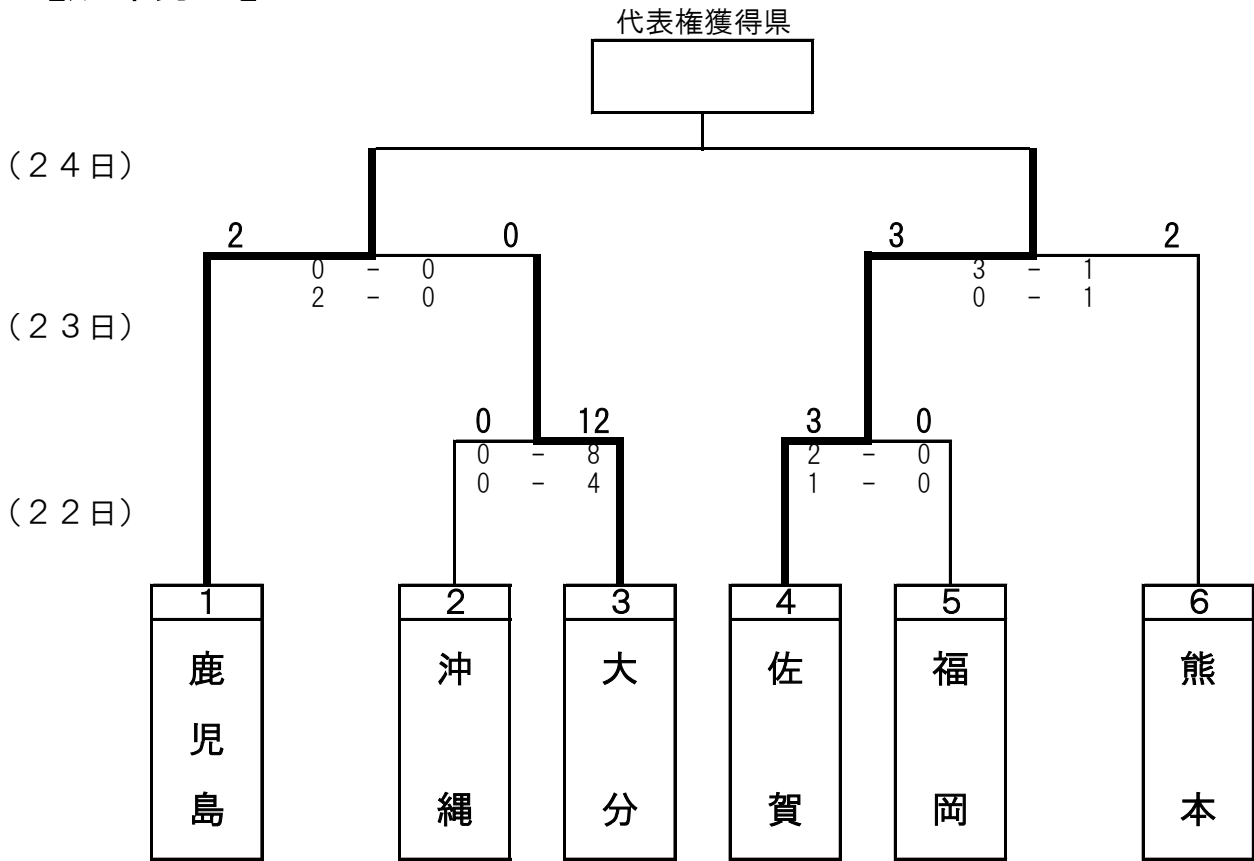 代表権獲得県
（２４日）
2 0 3 2
0 - 0 3 - 1
2 - 0 0 - 1
（２３日）
0 12 3 0
0 - 8 2 - 0
0 - 4 1 - 0
（２２日）
1 2 3 4 5 6
鹿児島
沖縄
大分
佐賀
福岡
熊本